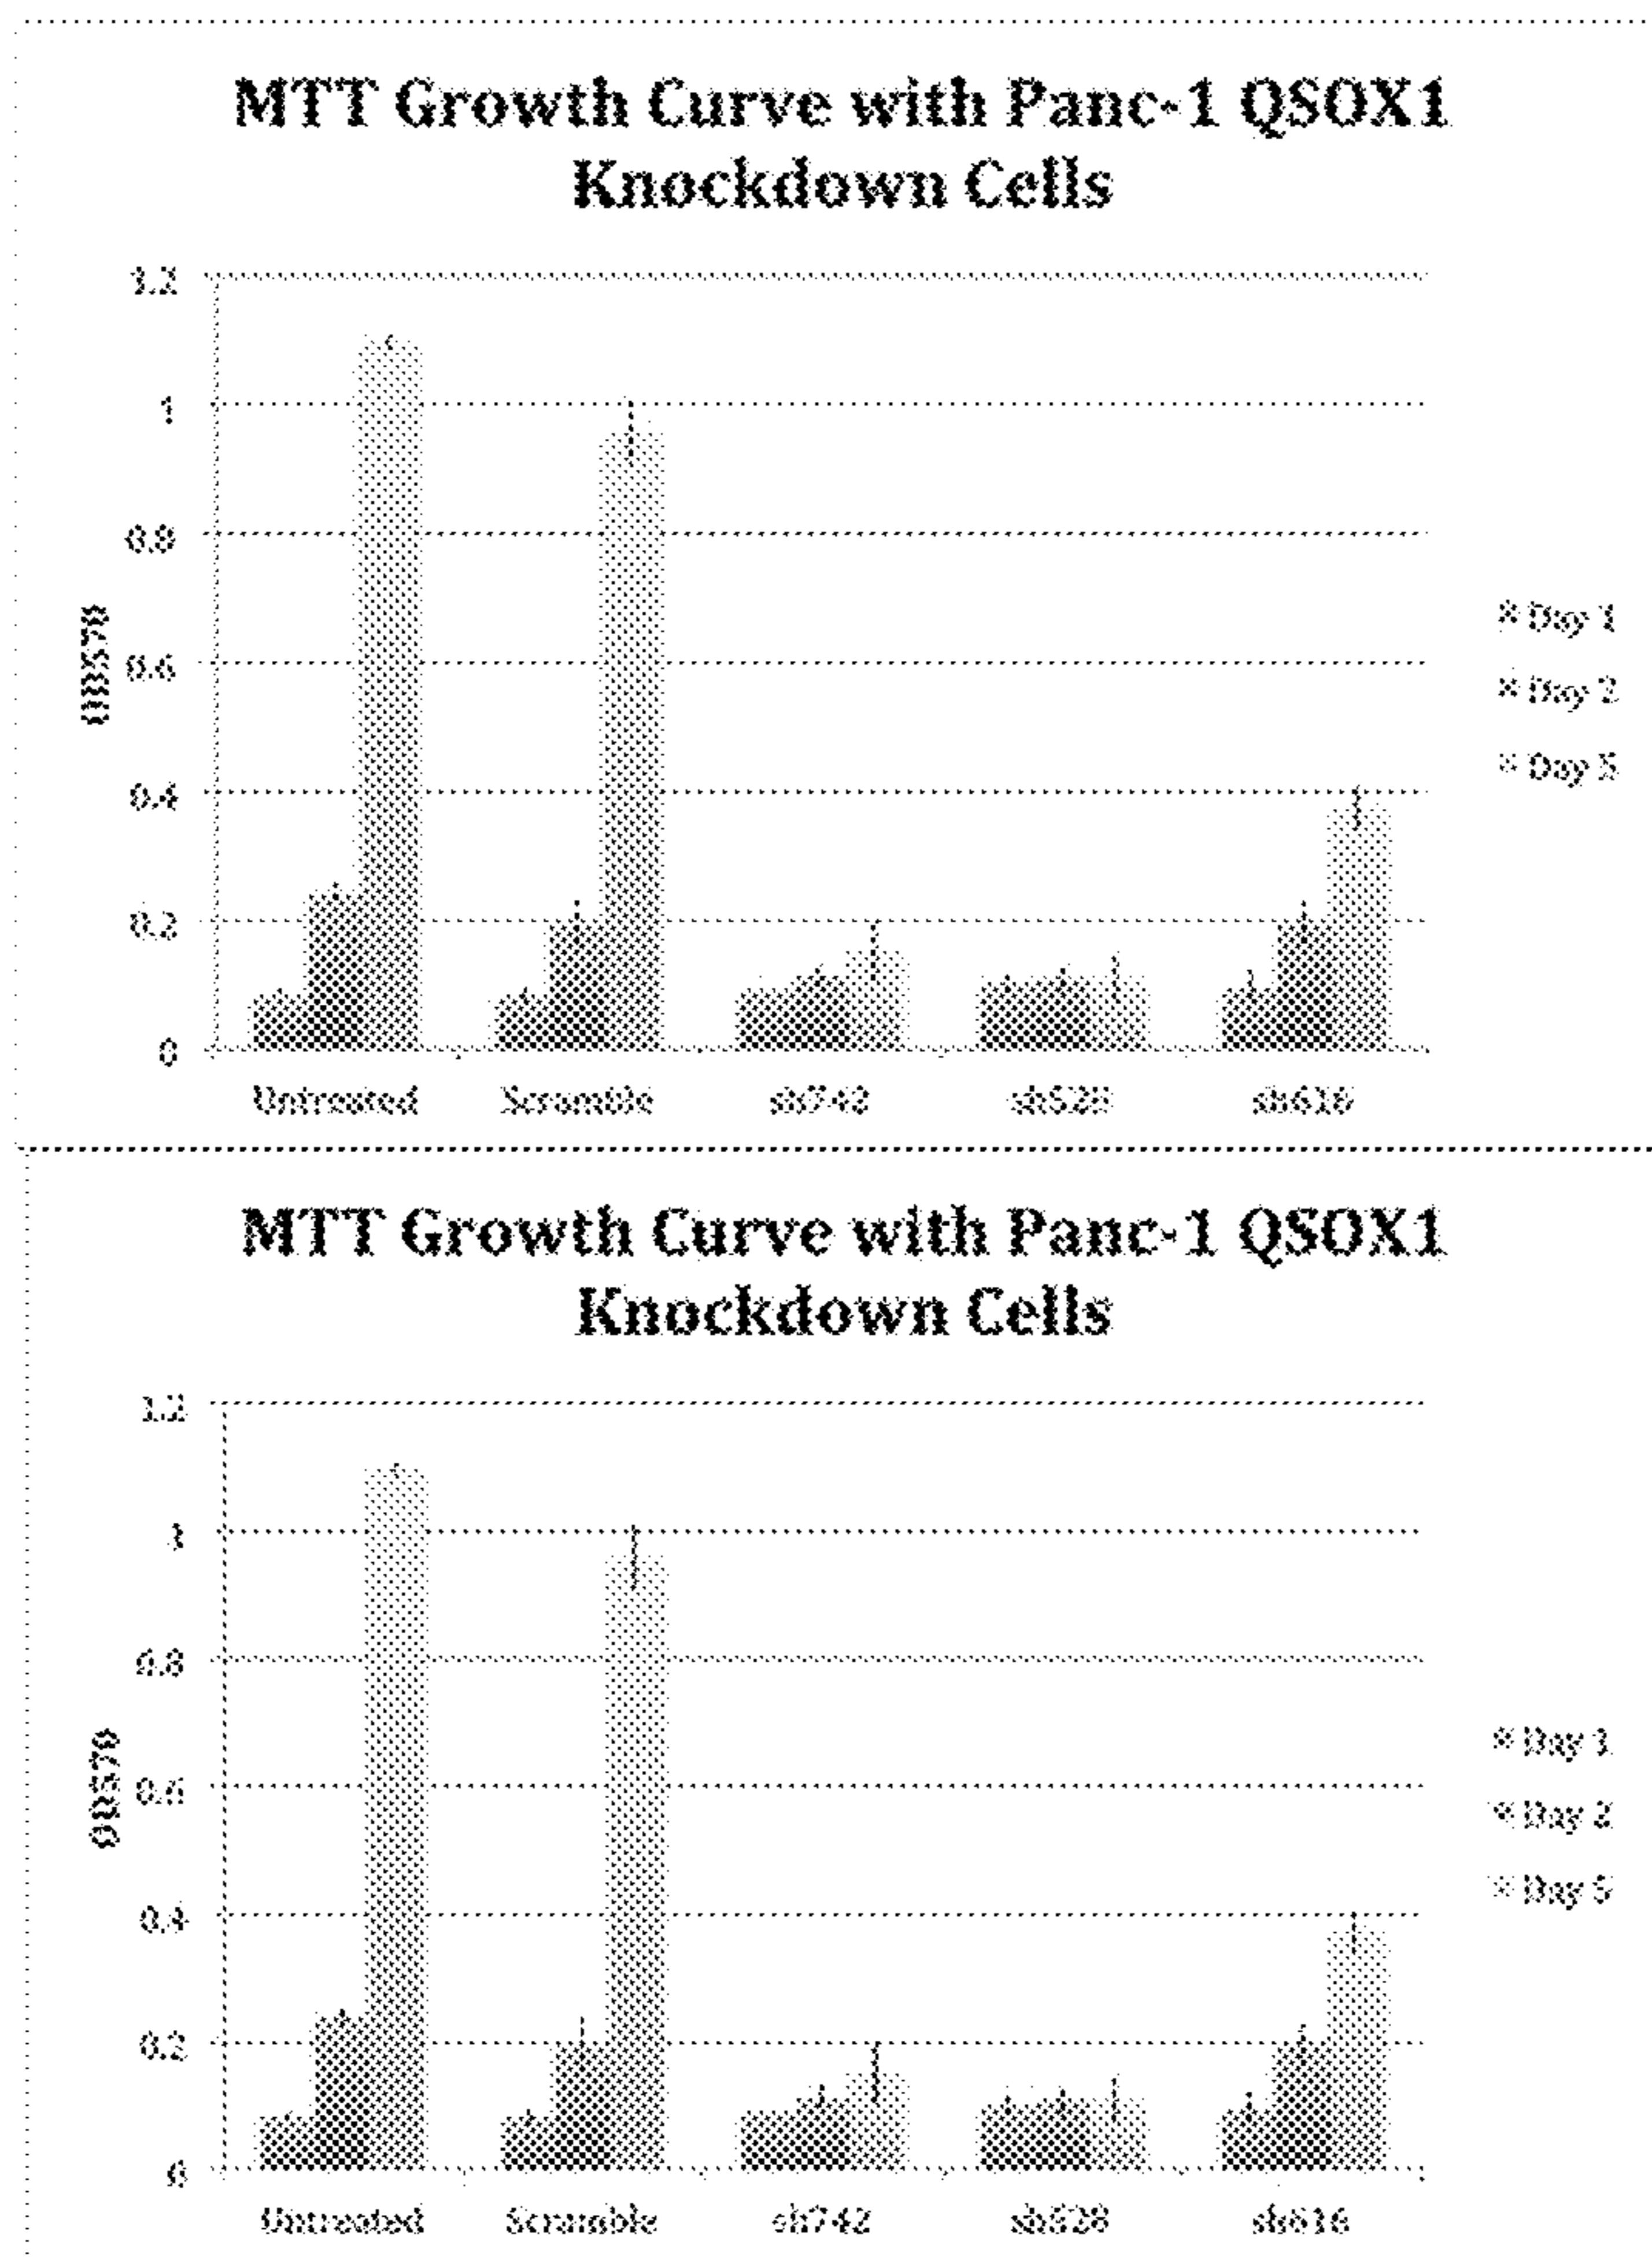 MTT Growth Curve with Panc-1 QSOX1
Knockdown Cells
1.2
1
0.8
0.6
0.4
0.2
0
OD570
Day 1
Day 2
Day 5
Untreated
Scramble
sh742
sh528
sh616
MTT Growth Curve with Panc-1 QSOX1
Knockdown Cells
1.2
1
0.8
0.6
0.4
0.2
0
OD570
Day 1
Day 2
Day 5
Untreated
Scramble
sh742
sh528
sh616